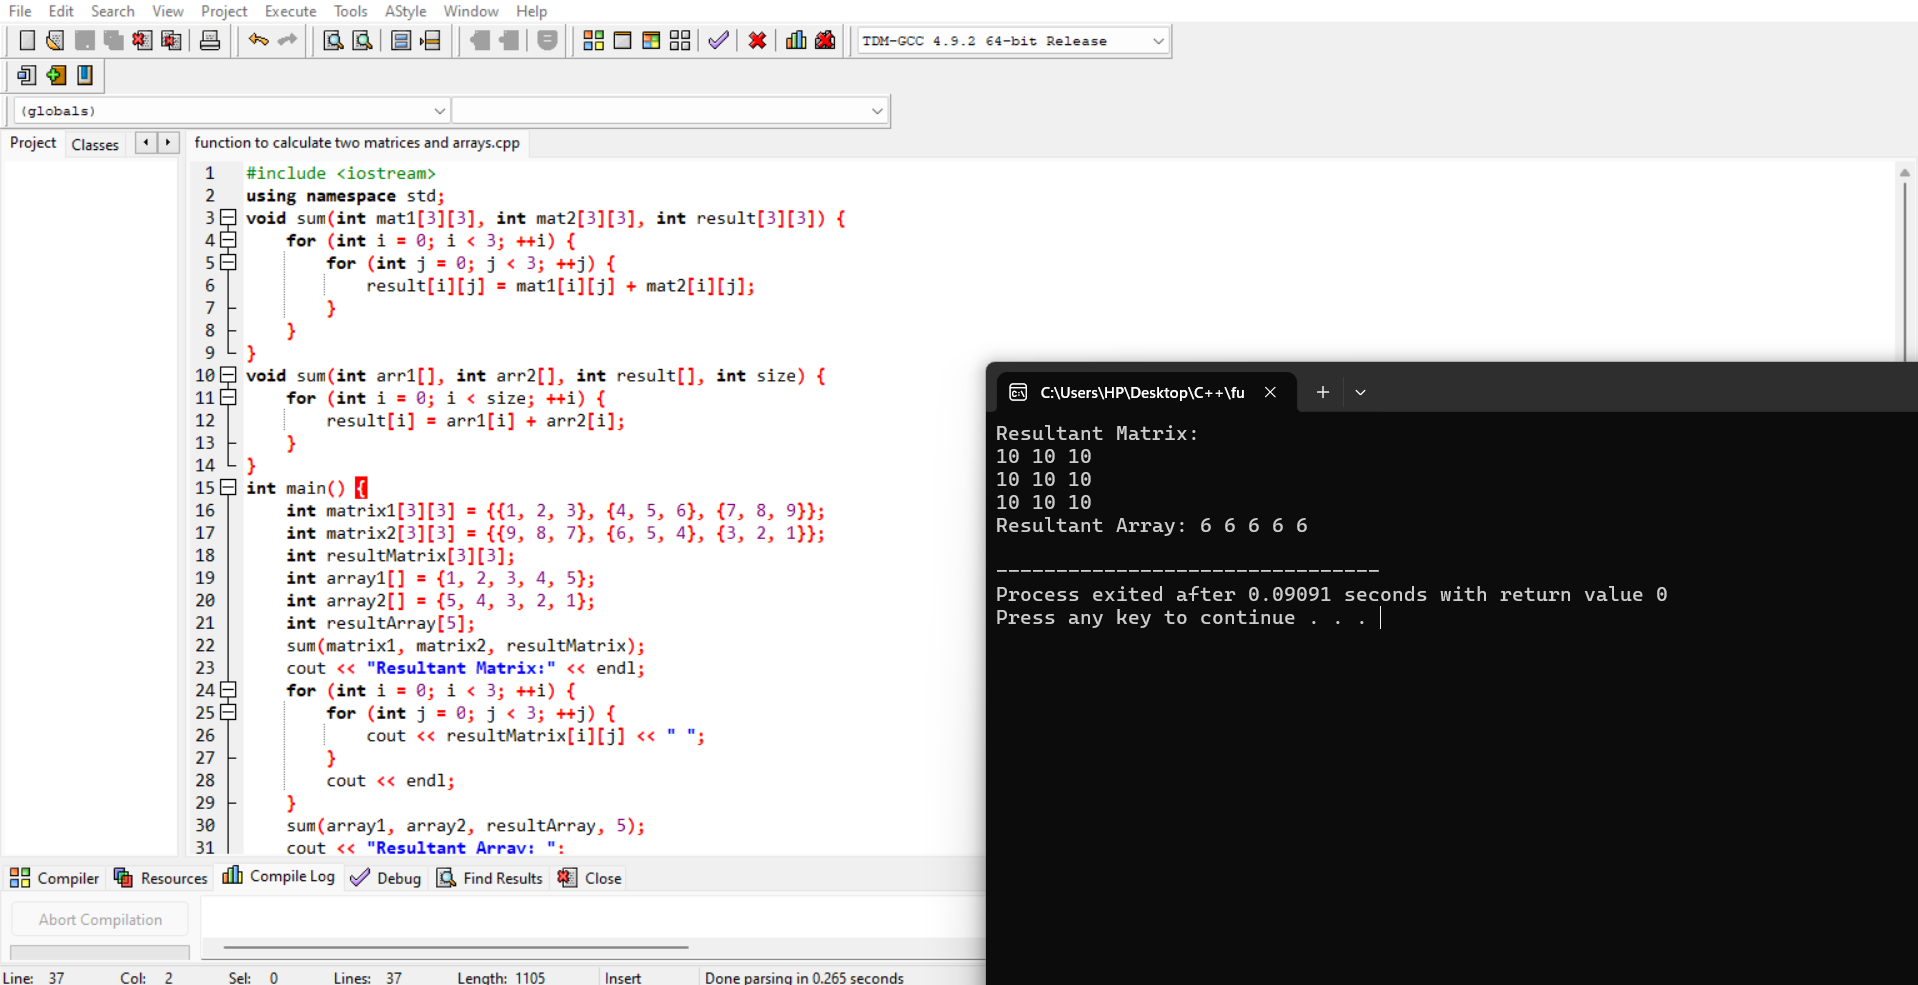 File Edit Search View Project Execute Tools AStyle Window Help
TDM-GCC 4.9.2 64-bit Release
(globals)
Project Classes
function to calculate two matrices and arrays.cpp
1 #include <iostream>
2 using namespace std;
3 void sum(int mat1[3][3], int mat2[3][3], int result[3][3]) {
4 for (int i = 0; i < 3; ++i) {
5 for (int j = 0; j < 3; ++j) {
6 result[i][j] = mat1[i][j] + mat2[i][j];
7 }
8 }
9 }
10 void sum(int arr1[], int arr2[], int result[], int size) {
11 for (int i = 0; i < size; ++i) {
12 result[i] = arr1[i] + arr2[i];
13 }
14 }
15 int main() {
16 int matrix1[3][3] = {{1, 2, 3}, {4, 5, 6}, {7, 8, 9}};
17 int matrix2[3][3] = {{9, 8, 7}, {6, 5, 4}, {3, 2, 1}};
18 int resultMatrix[3][3];
19 int array1[] = {1, 2, 3, 4, 5};
20 int array2[] = {5, 4, 3, 2, 1};
21 int resultArray[5];
22 sum(matrix1, matrix2, resultMatrix);
23 cout << "Resultant Matrix:" << endl;
24 for (int i = 0; i < 3; ++i) {
25 for (int j = 0; j < 3; ++j) {
26 cout << resultMatrix[i][j] << " ";
27 }
28 cout << endl;
29 }
30 sum(array1, array2, resultArray, 5);
31 cout << "Resultant Array: ";
C:\Users\HP\Desktop\C++\fu
Resultant Matrix:
10 10 10
10 10 10
10 10 10
Resultant Array: 6 6 6 6 6
--------------------------------
Process exited after 0.09091 seconds with return value 0
Press any key to continue . . .
Compiler Resources Compile Log Debug Find Results Close
Abort Compilation
Line: 37 Col: 2 Sel: 0 Lines: 37 Length: 1105 Insert Done parsing in 0.265 seconds